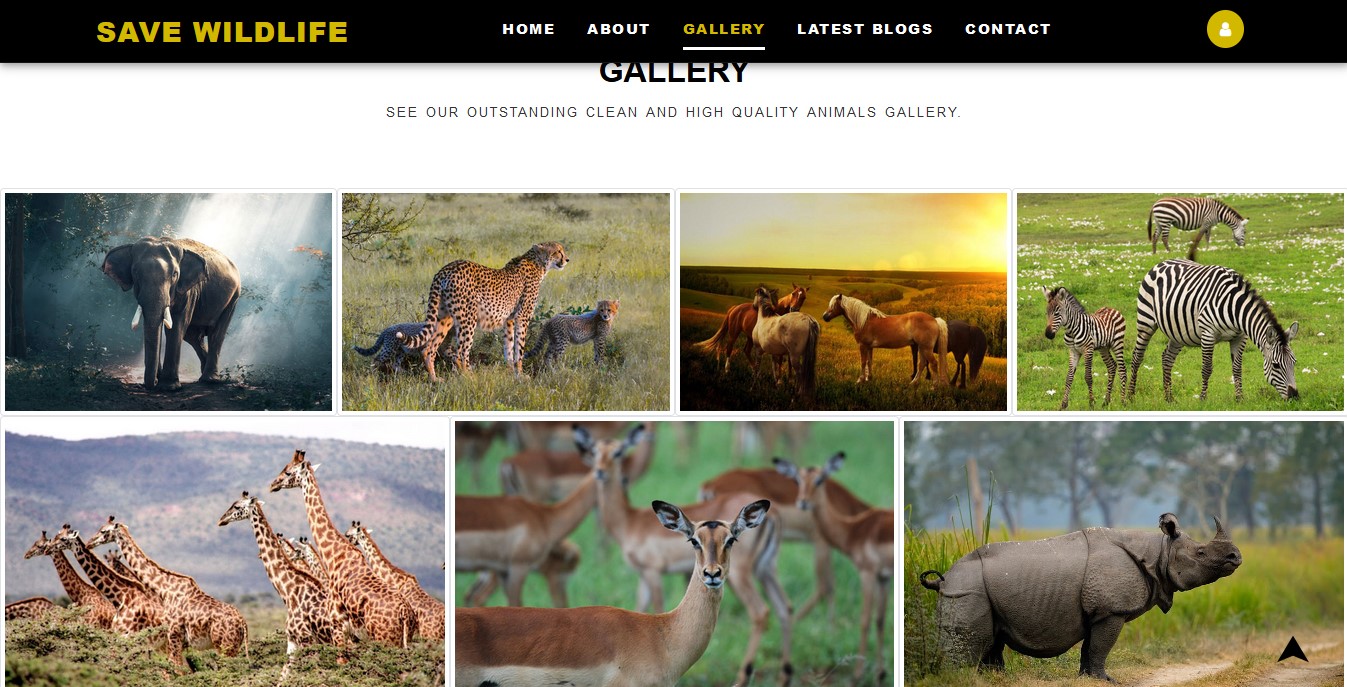 SAVE WILDLIFE HOME ABOUT GALLERY LATEST BLOGS CONTACT
GALLERY
SEE OUR OUTSTANDING CLEAN AND HIGH QUALITY ANIMALS GALLERY.